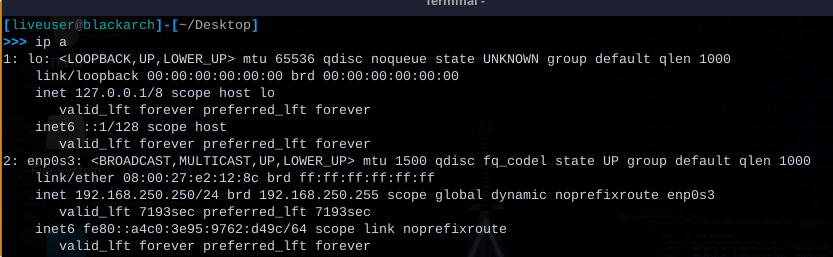 Terminal -
[liveuser@blackarch]-[~/Desktop]
>>> ip a
1: lo: <LOOPBACK,UP,LOWER_UP> mtu 65536 qdisc noqueue state UNKNOWN group default qlen 1000
    link/loopback 00:00:00:00:00:00 brd 00:00:00:00:00:00
    inet 127.0.0.1/8 scope host lo
       valid_lft forever preferred_lft forever
    inet6 ::1/128 scope host
       valid_lft forever preferred_lft forever
2: enp0s3: <BROADCAST,MULTICAST,UP,LOWER_UP> mtu 1500 qdisc fq_codel state UP group default qlen 1000
    link/ether 08:00:27:e2:12:8c brd ff:ff:ff:ff:ff:ff
    inet 192.168.250.250/24 brd 192.168.250.255 scope global dynamic noprefixroute enp0s3
       valid_lft 7193sec preferred_lft 7193sec
    inet6 fe80::a4c0:3e95:9762:d49c/64 scope link noprefixroute
       valid_lft forever preferred_lft forever